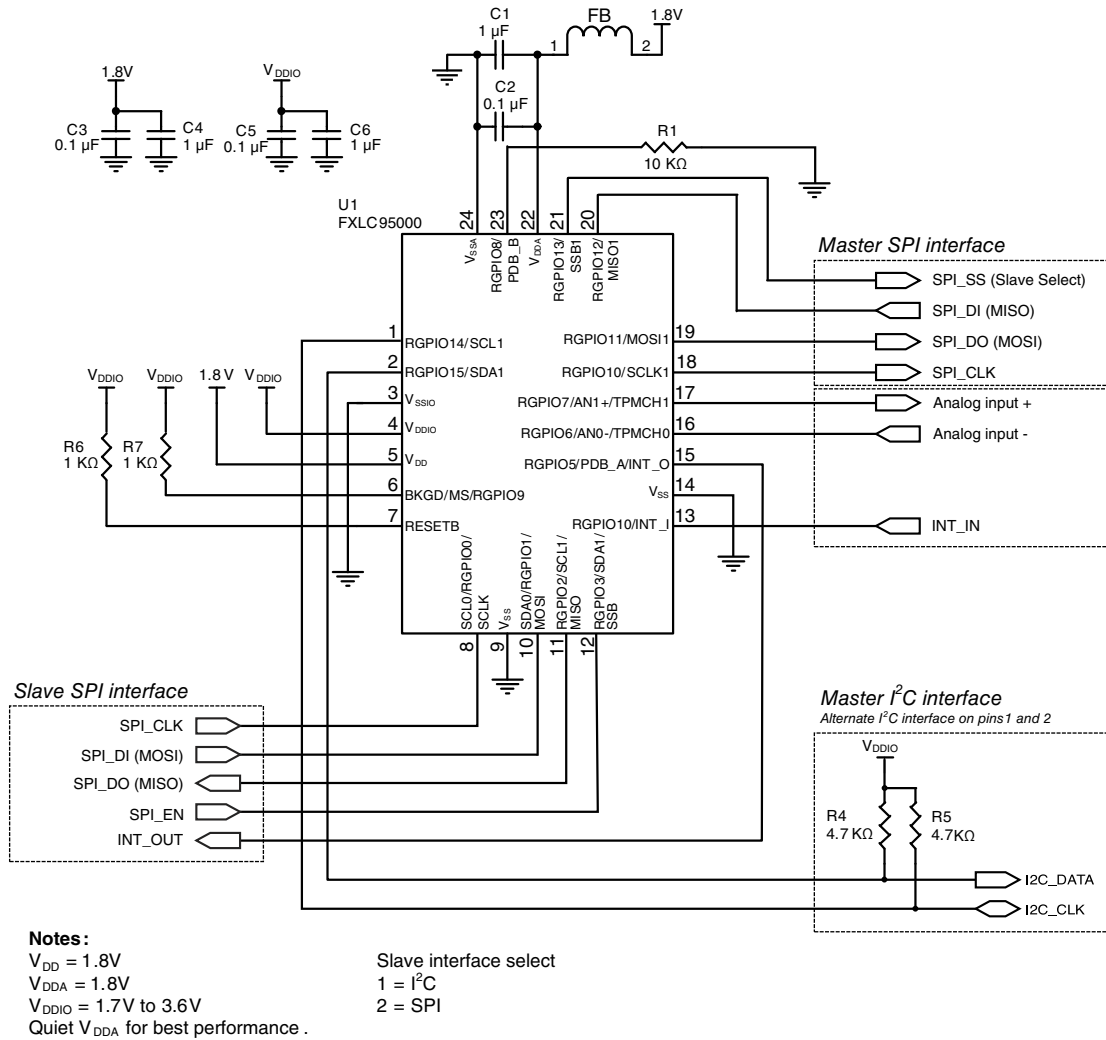 C1
1 µF
FB
1.8V
1
2
1.8V
VDDIO
C2
0.1 µF
C3
0.1 µF
C4
1 µF
C5
0.1 µF
C6
1 µF
R1
10 KΩ
U1
FXLC95000
24
23
22
21
20
VSSA
RGPIO8/
PDB_B
VDDA
RGPIO13/
SSB1
RGPIO12/
MISO1
Master SPI interface
SPI_SS (Slave Select)
SPI_DI (MISO)
SPI_DO (MOSI)
SPI_CLK
Analog input +
Analog input -
INT_IN
1
RGPIO14/SCL1
2
RGPIO15/SDA1
3
VSSIO
4
VDDIO
5
VDD
6
BKGD/MS/RGPIO9
7
RESETB
RGPIO11/MOSI1
19
RGPIO10/SCLK1
18
RGPIO7/AN1+/TPMCH1
17
RGPIO6/AN0-/TPMCH0
16
RGPIO5/PDB_A/INT_O
15
VSS
14
RGPIO10/INT_I
13
VDDIO
VDDIO
1.8 V
VDDIO
R6
1 KΩ
R7
1 KΩ
SCL0/RGPIO0/
SCLK
VSS
SDA0/RGPIO1/
MOSI
RGPIO2/SCL1/
MISO
RGPIO3/SDA1/
SSB
8
9
10
11
12
Slave SPI interface
SPI_CLK
SPI_DI (MOSI)
SPI_DO (MISO)
SPI_EN
INT_OUT
Master I²C interface
Alternate I²C interface on pins1 and 2
VDDIO
R4
4.7 KΩ
R5
4.7KΩ
I2C_DATA
I2C_CLK
Notes:
VDD = 1.8V
VDDA = 1.8V
VDDIO = 1.7V to 3.6V
Quiet VDDA for best performance .
Slave interface select
1 = I²C
2 = SPI